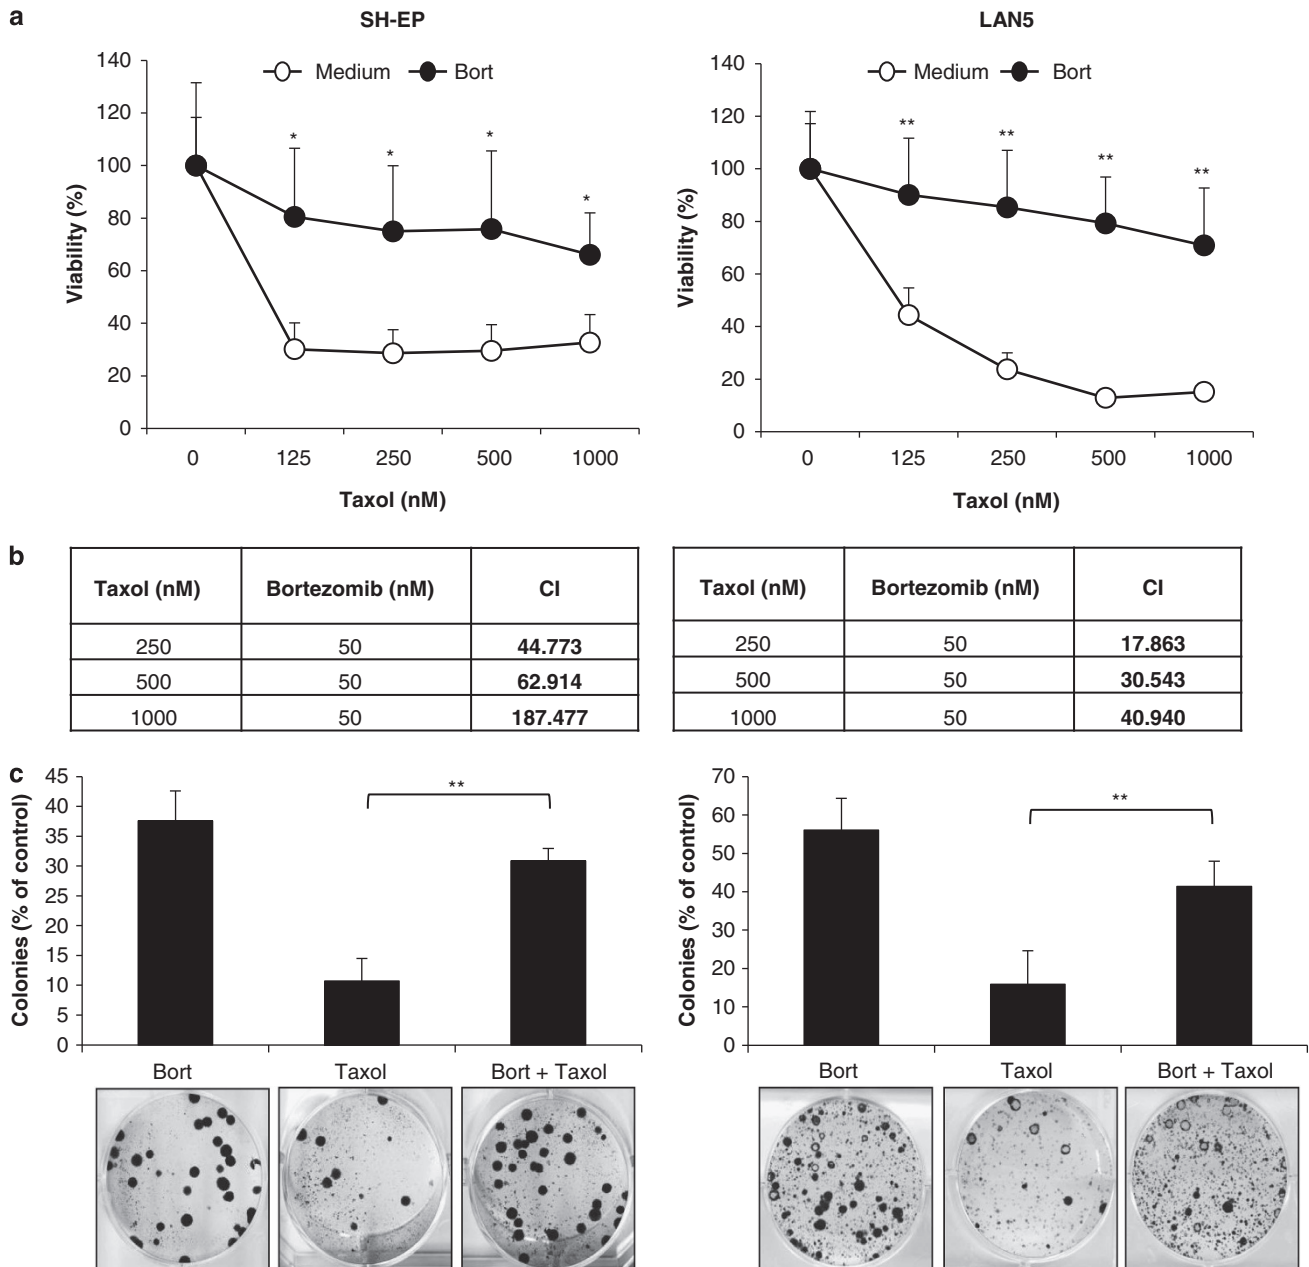 a
SH-EP
Medium Bort
140
120
100
80
60
40
20
0
Viability (%)
* * * *
0 125 250 500 1000
Taxol (nM)
LAN5
Medium Bort
140
120
100
80
60
40
20
0
Viability (%)
** ** ** **
0 125 250 500 1000
Taxol (nM)
b
Taxol (nM) Bortezomib (nM) CI
250 50 44.773
500 50 62.914
1000 50 187.477
Taxol (nM) Bortezomib (nM) CI
250 50 17.863
500 50 30.543
1000 50 40.940
c
45
40
35
30
25
20
15
10
5
0
Colonies (% of control)
**
Bort Taxol Bort + Taxol
70
60
50
40
30
20
10
0
Colonies (% of control)
**
Bort Taxol Bort + Taxol